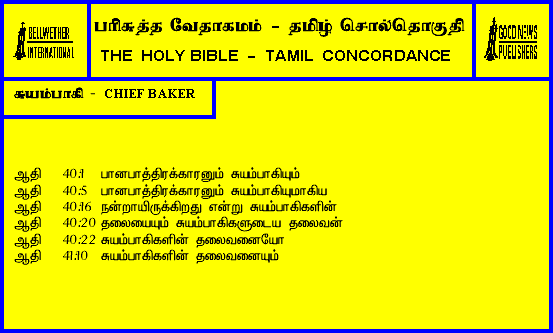 BELLWETHER
INTERNATIONAL
பரிசுத்த வேதாகமம் - தமிழ் சொல்தொகுதி
THE HOLY BIBLE - TAMIL CONCORDANCE
GOOD NEWS
PUBLISHERS
சுயம்பாகி - CHIEF BAKER
ஆதி 40:1 பானபாத்திரக்காரனும் சுயம்பாகியும்
ஆதி 40:5 பானபாத்திரக்காரனும் சுயம்பாகியுமாகிய
ஆதி 40:16 நன்றாயிருக்கிறது என்று சுயம்பாகிகளின்
ஆதி 40:20 தலையையும் சுயம்பாகிகளுடைய தலைவன்
ஆதி 40:22 சுயம்பாகிகளின் தலைவனையோ
ஆதி 41:10 சுயம்பாகிகளின் தலைவனையும்